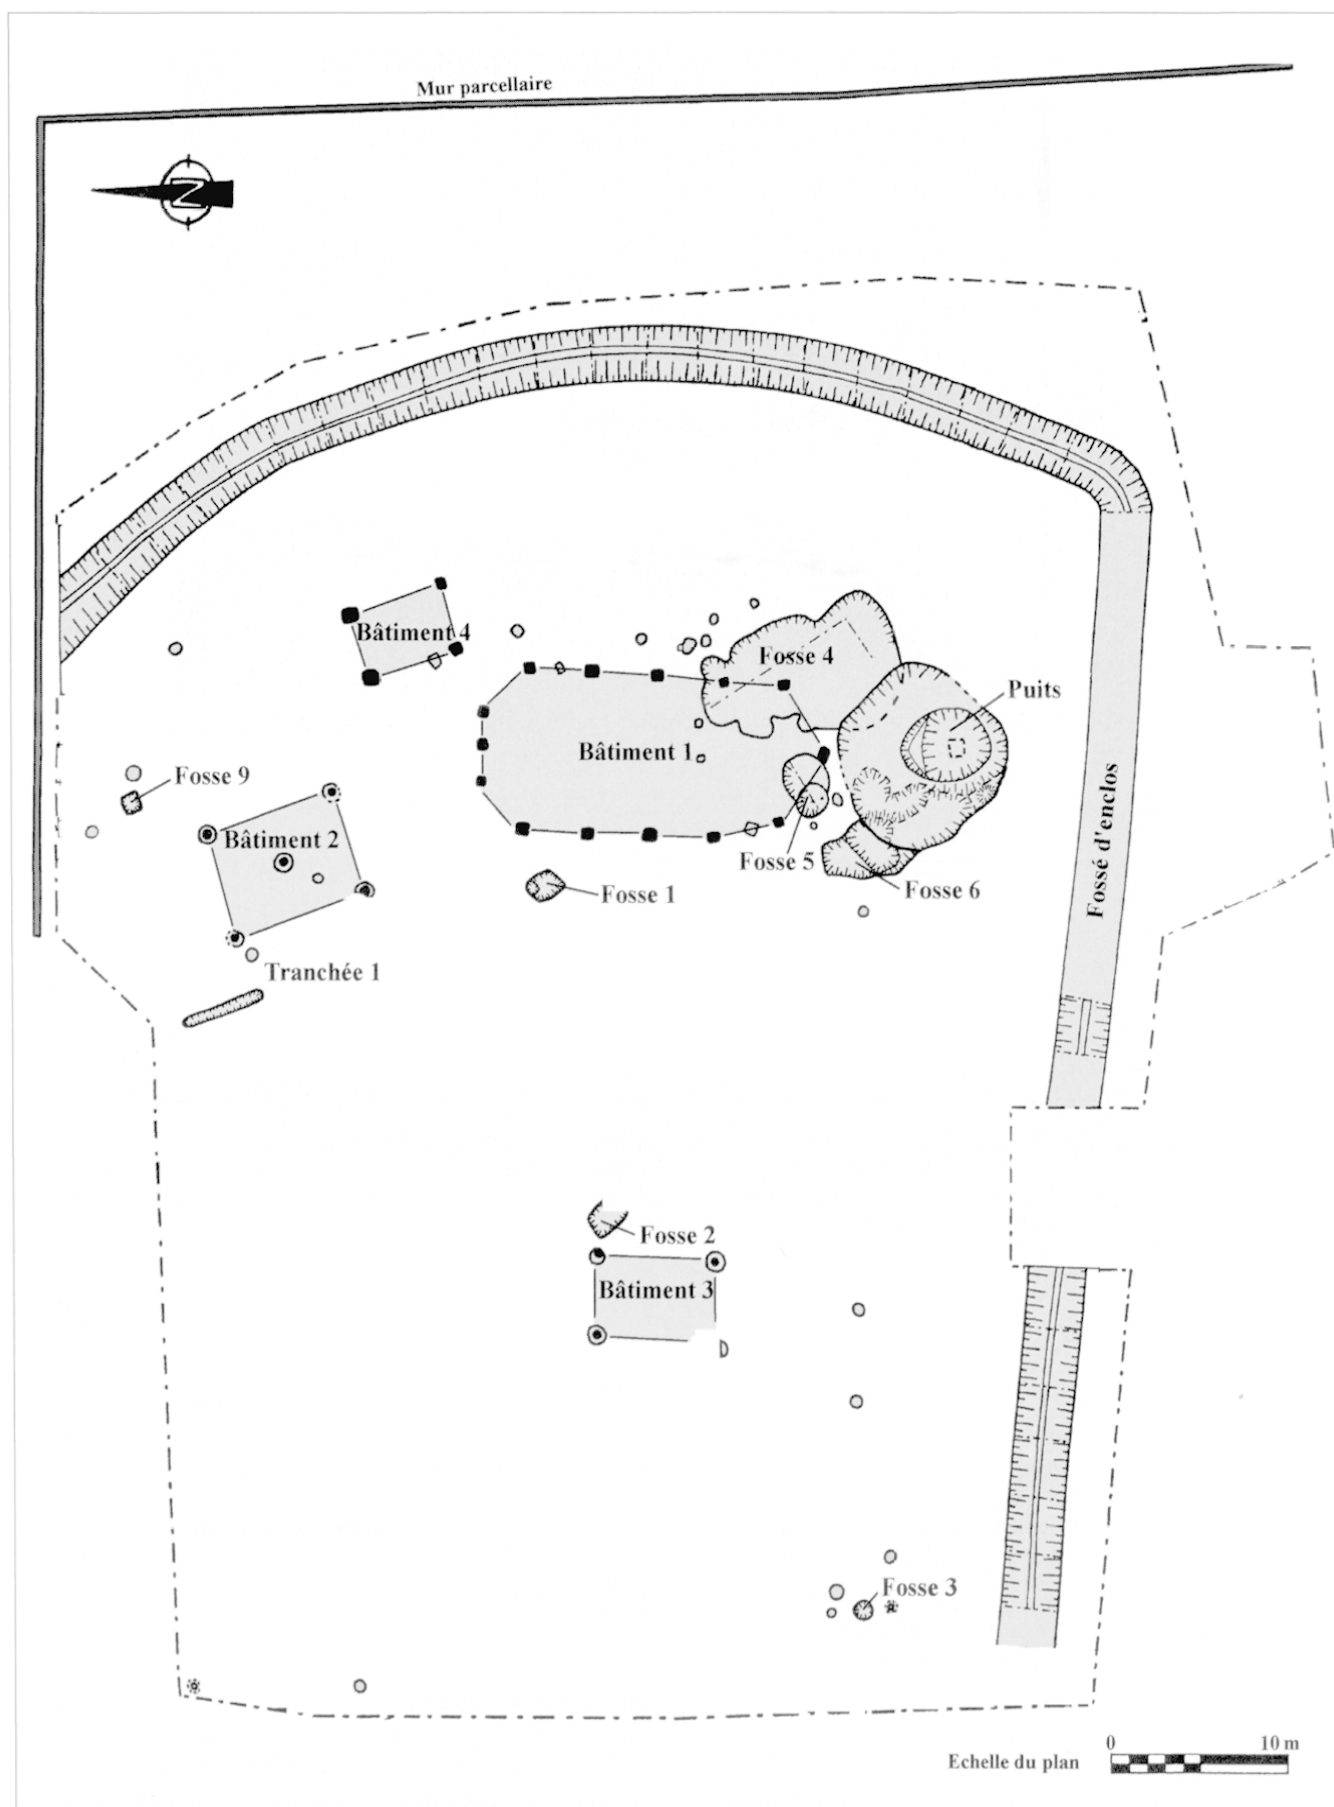 Mur parcellaire
N
Fosse 4
Bâtiment 4
Puits
Bâtiment 1
Fosse 9
Bâtiment 2
Fosse 5
Fosse 1
Fosse 6
Fossé d'enclos
Tranchée 1
Fosse 2
Bâtiment 3
Fosse 3
0 10 m
Echelle du plan